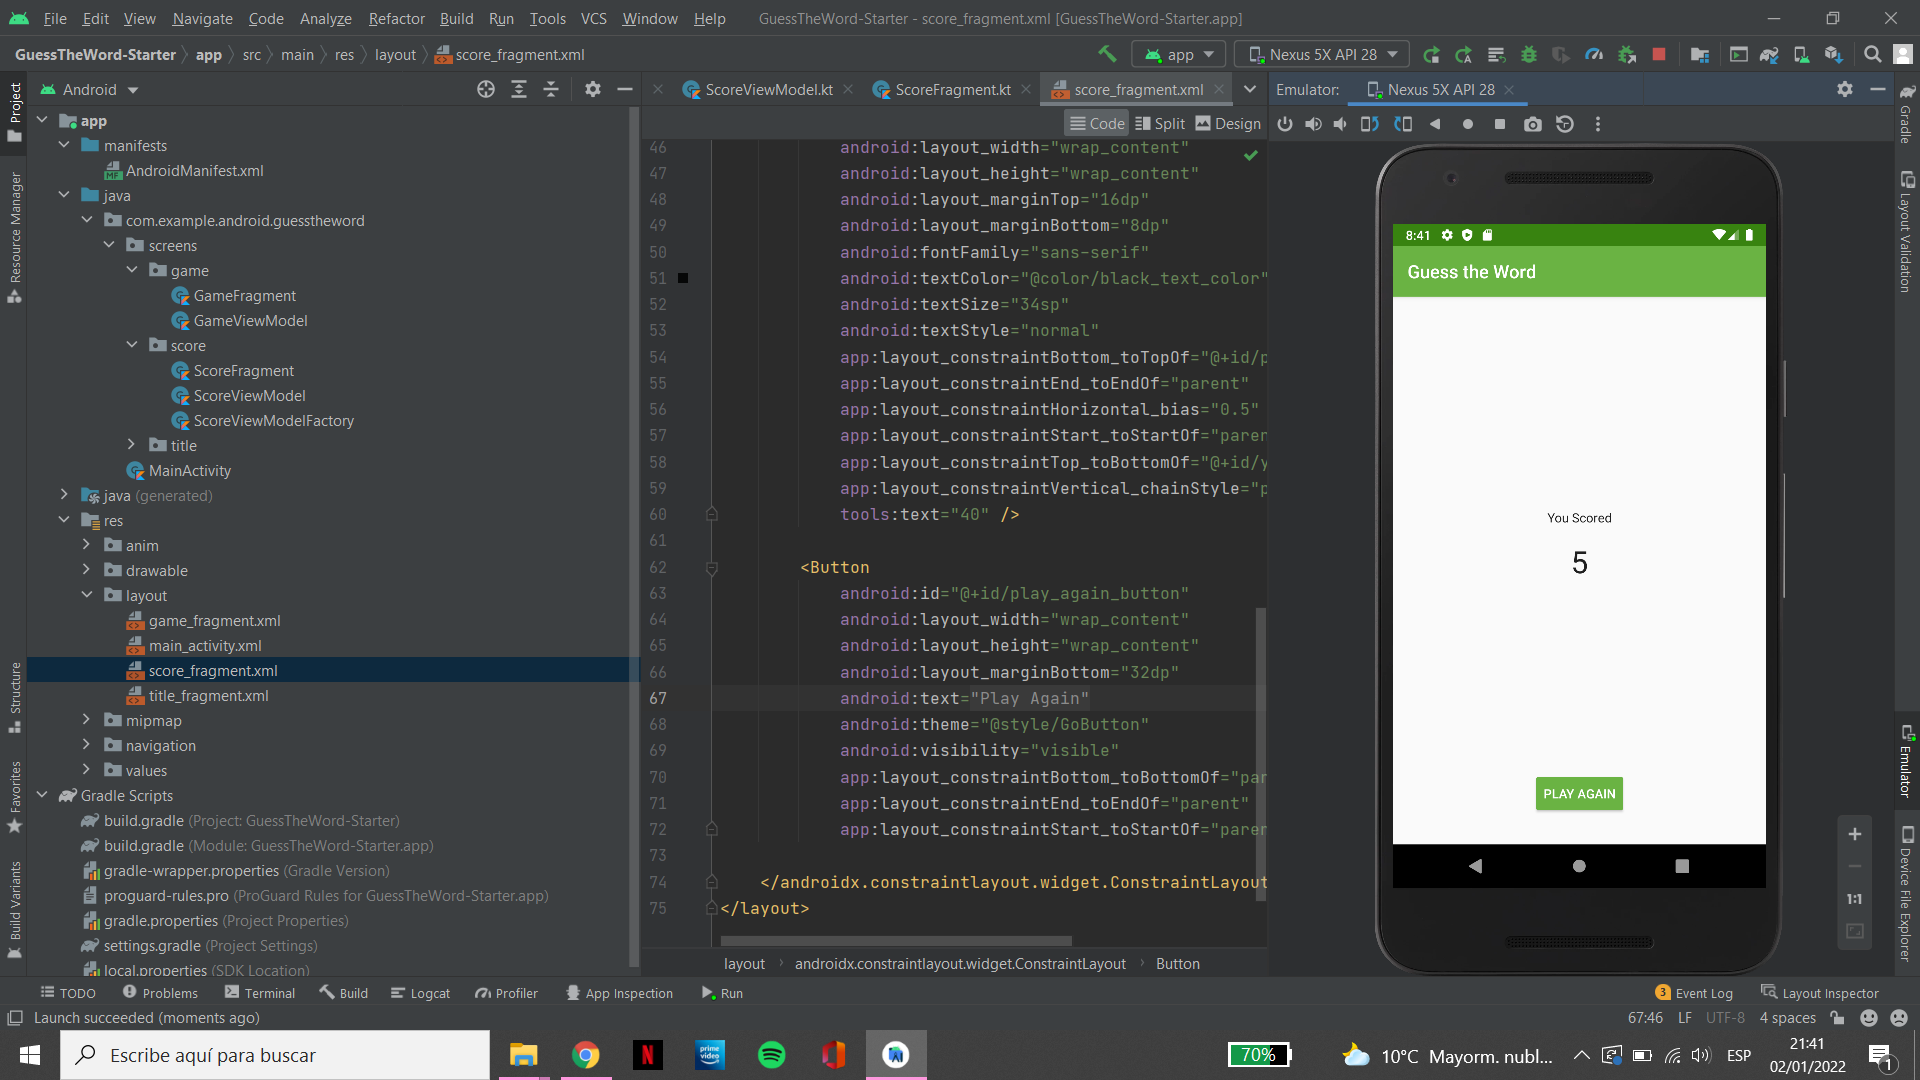 File Edit View Navigate Code Analyze Refactor Build Run Tools VCS Window Help GuessTheWord-Starter - score_fragment.xml [GuessTheWord-Starter.app]
GuessTheWord-Starter app src main res layout score_fragment.xml app Nexus 5X API 28
Project
Resource Manager
Structure
Favorites
Build Variants
Android
app
manifests
AndroidManifest.xml
java
com.example.android.guesstheword
screens
game
GameFragment
GameViewModel
score
ScoreFragment
ScoreViewModel
ScoreViewModelFactory
title
MainActivity
java (generated)
res
anim
drawable
layout
game_fragment.xml
main_activity.xml
score_fragment.xml
title_fragment.xml
mipmap
navigation
values
Gradle Scripts
build.gradle (Project: GuessTheWord-Starter)
build.gradle (Module: GuessTheWord-Starter.app)
gradle-wrapper.properties (Gradle Version)
proguard-rules.pro (ProGuard Rules for GuessTheWord-Starter.app)
gradle.properties (Project Properties)
settings.gradle (Project Settings)
local.properties (SDK Location)
ScoreViewModel.kt ScoreFragment.kt score_fragment.xml
Code Split Design
46 android:layout_width="wrap_content"
47 android:layout_height="wrap_content"
48 android:layout_marginTop="16dp"
49 android:layout_marginBottom="8dp"
50 android:fontFamily="sans-serif"
51 android:textColor="@color/black_text_color"
52 android:textSize="34sp"
53 android:textStyle="normal"
54 app:layout_constraintBottom_toTopOf="@+id/p
55 app:layout_constraintEnd_toEndOf="parent"
56 app:layout_constraintHorizontal_bias="0.5"
57 app:layout_constraintStart_toStartOf="paren
58 app:layout_constraintTop_toBottomOf="@+id/y
59 app:layout_constraintVertical_chainStyle="p
60 tools:text="40" />
61
62 <Button
63 android:id="@+id/play_again_button"
64 android:layout_width="wrap_content"
65 android:layout_height="wrap_content"
66 android:layout_marginBottom="32dp"
67 android:text="Play Again"
68 android:theme="@style/GoButton"
69 android:visibility="visible"
70 app:layout_constraintBottom_toBottomOf="par
71 app:layout_constraintEnd_toEndOf="parent"
72 app:layout_constraintStart_toStartOf="paren
73
74 </androidx.constraintlayout.widget.ConstraintLayout
75 </layout>
layout androidx.constraintlayout.widget.ConstraintLayout Button
Emulator: Nexus 5X API 28
8:41
Guess the Word
You Scored
5
PLAY AGAIN
1:1
Gradle
Layout Validation
Emulator
Device File Explorer
TODO Problems Terminal Build Logcat Profiler App Inspection Run 3 Event Log Layout Inspector
Launch succeeded (moments ago) 67:46 LF UTF-8 4 spaces
Escribe aquí para buscar
N
prime video
70%
10°C Mayorm. nubl...
ESP
21:41
02/01/2022
1